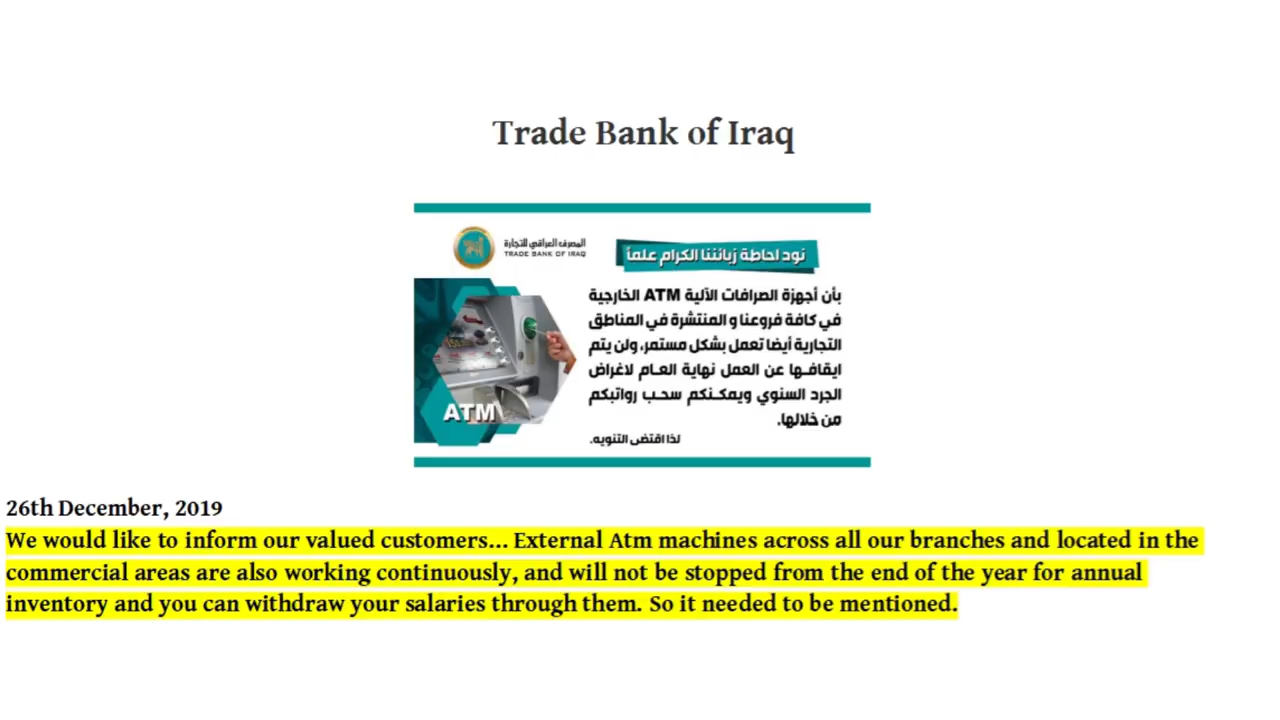 Trade Bank of Iraq
المصرف العراقي للتجارة
TRADE BANK OF IRAQ
نود احاطة زبائننا الكرام علماً
بأن أجهزة الصرافات الآلية ATM الخارجية
في كافة فروعنا و المنتشرة في المناطق
التجارية أيضا تعمل بشكل مستمر، ولن يتم
ايقافها عن العمل نهاية العام لاغراض
الجرد السنوي ويمكنكم سحب رواتبكم
من خلالها.
لذا اقتضى التنويه.
ATM
26th December, 2019
We would like to inform our valued customers... External Atm machines across all our branches and located in the
commercial areas are also working continuously, and will not be stopped from the end of the year for annual
inventory and you can withdraw your salaries through them. So it needed to be mentioned.